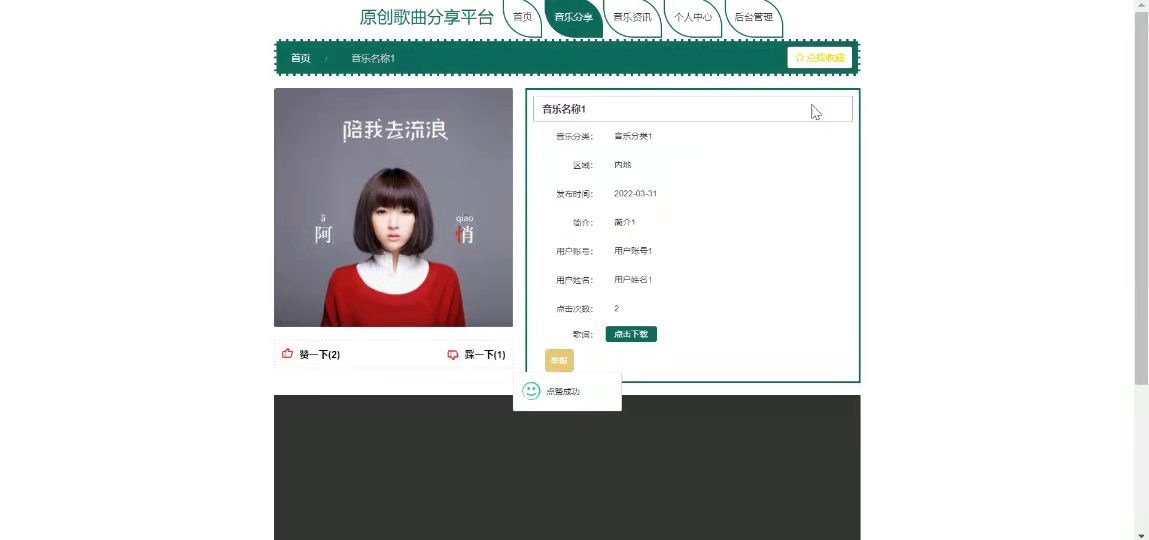 原创歌曲分享平台
首页
音乐分享
音乐资讯
个人中心
后台管理
首页 / 音乐名称1
点我收藏
陪我去流浪
ā
阿
qiǎo
悄
赞一下(2)
踩一下(1)
音乐名称1
音乐分类： 音乐分类1
区域： 内地
发布时间： 2022-03-31
简介： 简介1
用户账号： 用户账号1
用户姓名： 用户姓名1
点击次数： 2
歌词： 点击下载
举报
点赞成功